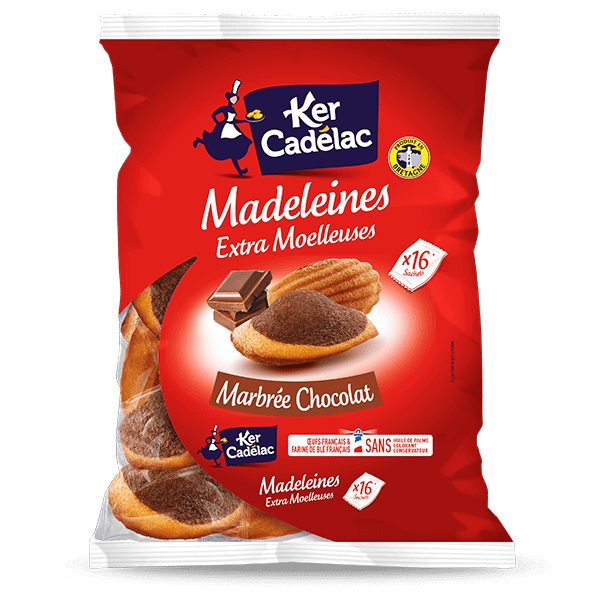 Ker
Cadélac
PRODUIT EN
BRETAGNE
Madeleines
Extra Moelleuses
x16
Sachets
Marbrée Chocolat
Ker
Cadélac
ŒUFS FRANÇAIS &
FARINE DE BLÉ FRANÇAIS
SANS
HUILE DE PALME
COLORANT
CONSERVATEUR
Madeleines
Extra Moelleuses
x16
Sachets